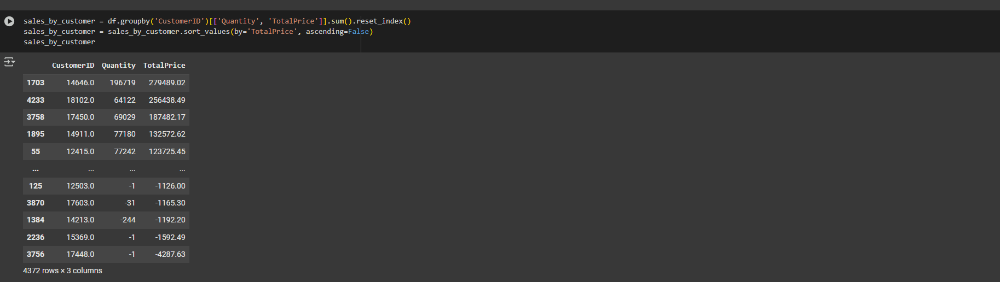 sales_by_customer = df.groupby('CustomerID')[['Quantity', 'TotalPrice']].sum().reset_index()
sales_by_customer = sales_by_customer.sort_values(by='TotalPrice', ascending=False)
sales_by_customer
CustomerID Quantity TotalPrice
1703 14646.0 196719 279489.02
4233 18102.0 64122 256438.49
3758 17450.0 69029 187482.17
1895 14911.0 77180 132572.62
55 12415.0 77242 123725.45
... ... ... ...
125 12503.0 -1 -1126.00
3870 17603.0 -31 -1165.30
1384 14213.0 -244 -1192.20
2236 15369.0 -1 -1592.49
3756 17448.0 -1 -4287.63
4372 rows × 3 columns